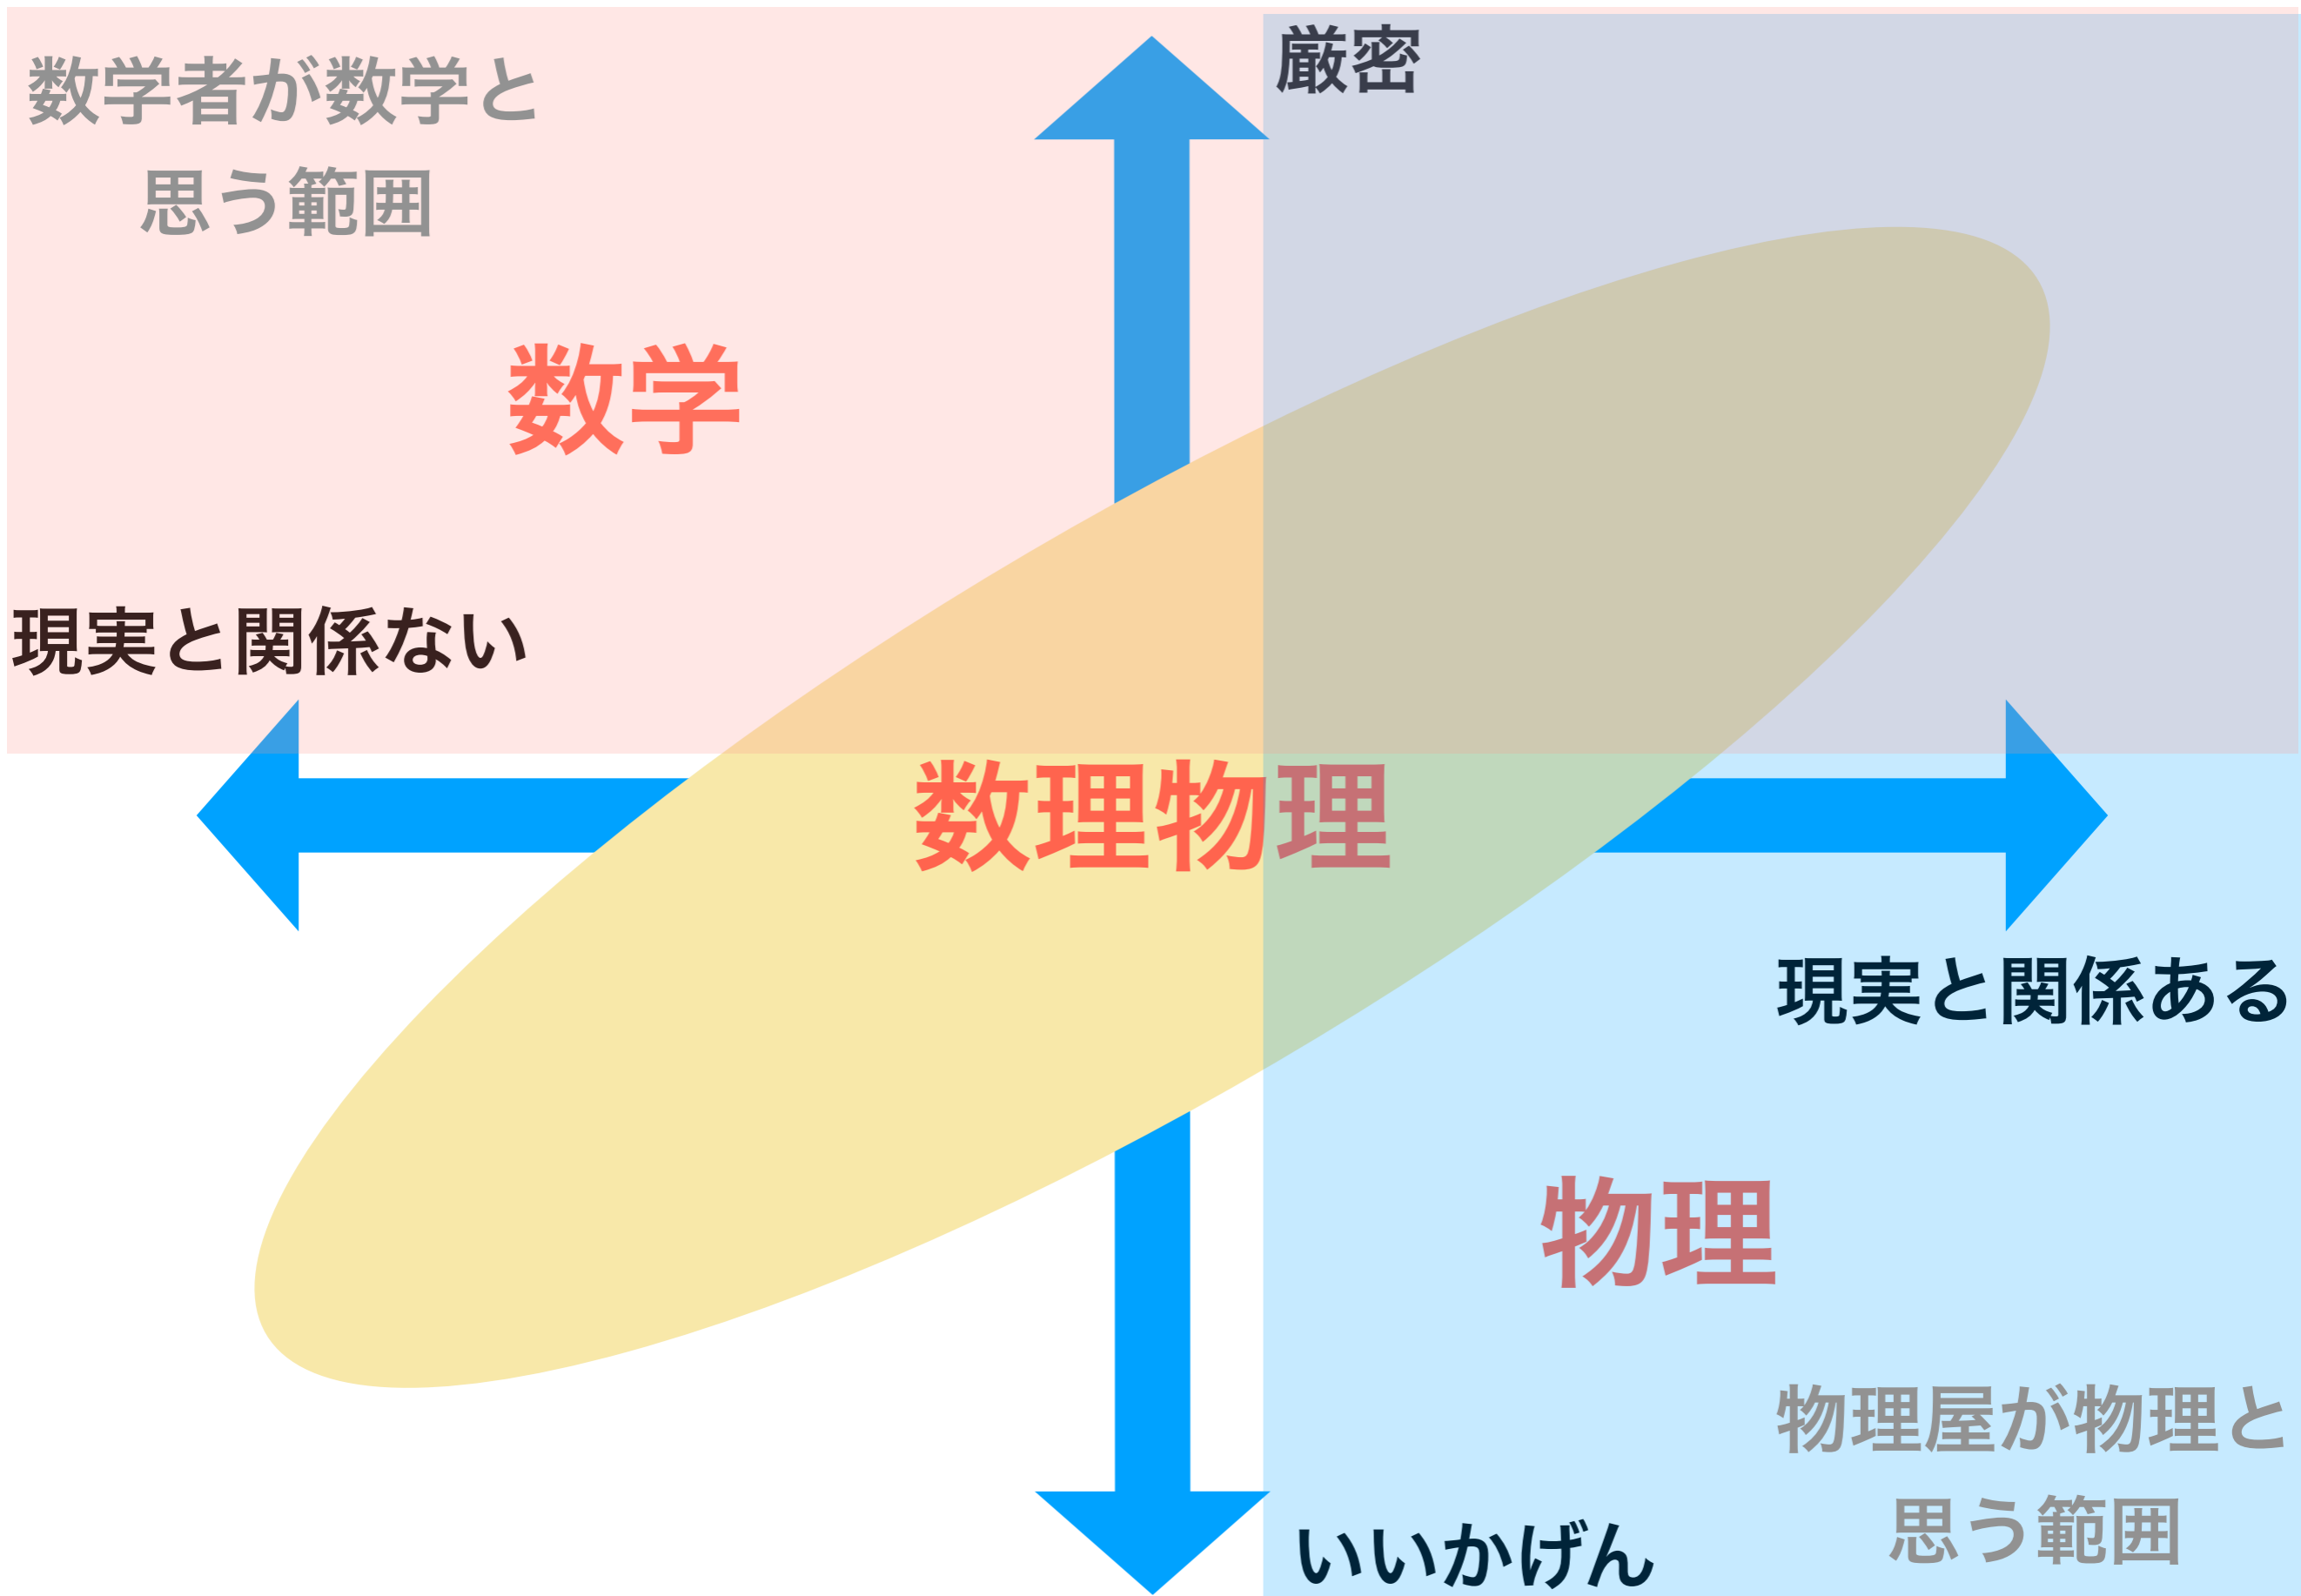 厳密
数学者が数学と
思う範囲
数学
現実と関係ない
数理物理
現実と関係ある
物理
物理屋が物理と
思う範囲
いいかげん